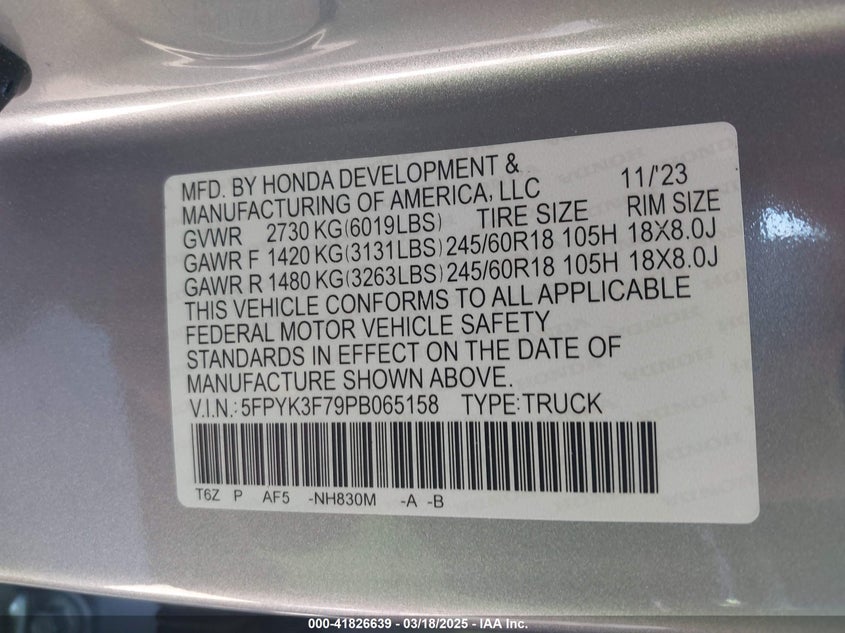 MFD. BY HONDA DEVELOPMENT &
MANUFACTURING OF AMERICA, LLC 11/'23
GVWR 2730 KG(6019LBS) TIRE SIZE RIM SIZE
GAWR F 1420 KG(3131LBS) 245/60R18 105H 18X8.0J
GAWR R 1480 KG(3263LBS) 245/60R18 105H 18X8.0J
THIS VEHICLE CONFORMS TO ALL APPLICABLE
FEDERAL MOTOR VEHICLE SAFETY
STANDARDS IN EFFECT ON THE DATE OF
MANUFACTURE SHOWN ABOVE.
V.I.N.: 5FPYK3F79PB065158 TYPE:TRUCK
T6Z P AF5 -NH830M -A -B
000-41826639 / 03/18/2025 - IAA Inc.